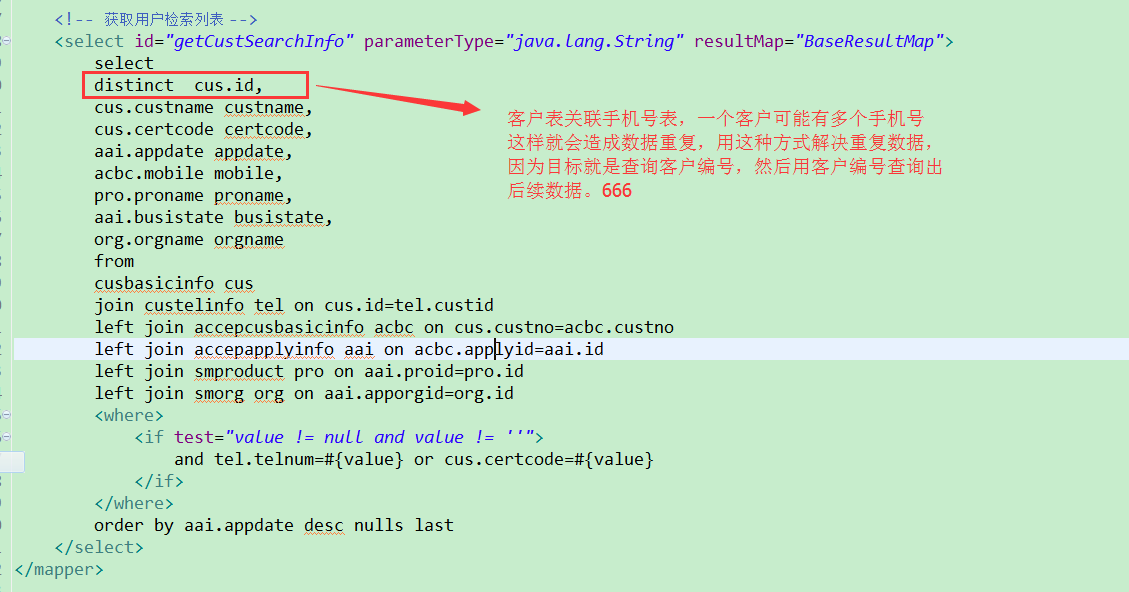 <!-- 获取用户检索列表 -->
<select id="getCustSearchInfo" parameterType="java.lang.String" resultMap="BaseResultMap">
select
distinct  cus.id,
cus.custname custname,
cus.certcode certcode,
aai.appdate appdate,
acbc.mobile mobile,
pro.proname proname,
aai.busistate busistate,
org.orgname orgname
from
cusbasicinfo cus
join custelinfo tel on cus.id=tel.custid
left join accepcusbasicinfo acbc on cus.custno=acbc.custno
left join accepapplyinfo aai on acbc.applyid=aai.id
left join smproduct pro on aai.proid=pro.id
left join smorg org on aai.apporgid=org.id
<where>
<if test="value != null and value != ''">
and tel.telnum=#{value} or cus.certcode=#{value}
</if>
</where>
order by aai.appdate desc nulls last
</select>
</mapper>
客户表关联手机号表，一个客户可能有多个手机号
这样就会造成数据重复，用这种方式解决重复数据，
因为目标就是查询客户编号，然后用客户编号查询出
后续数据。666